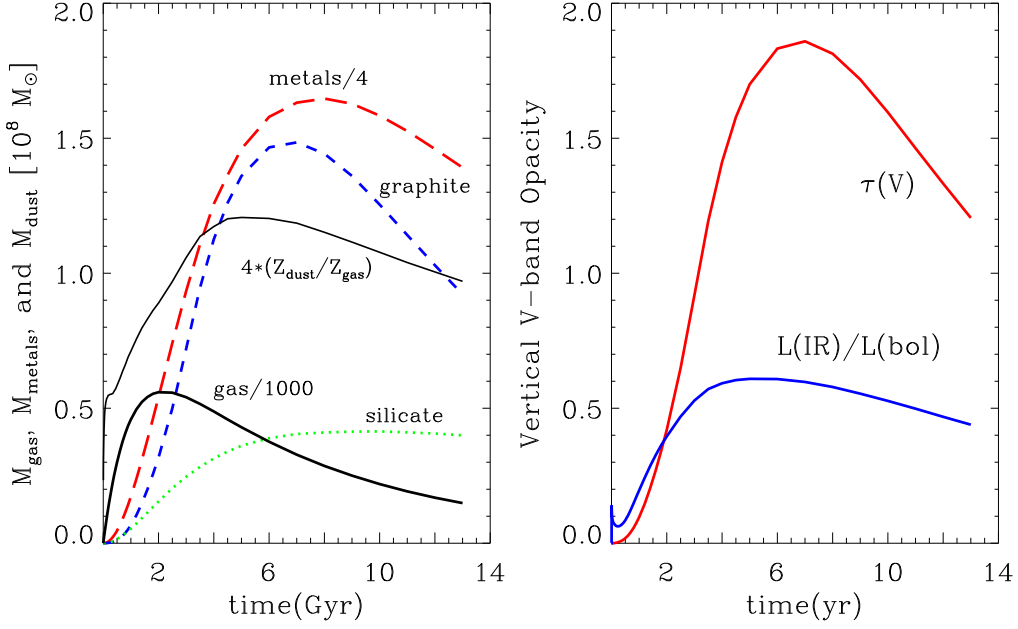 M_gas, M_metals, and M_dust [10^8 M_⊙]
2.0
1.5
1.0
0.5
0.0
metals/4
graphite
4*(Z_dust/Z_gas)
gas/1000
silicate
2 6 10 14
time(Gyr)
Vertical V-band Opacity
2.0
1.5
1.0
0.5
0.0
τ(V)
L(IR)/L(bol)
2 6 10 14
time(yr)